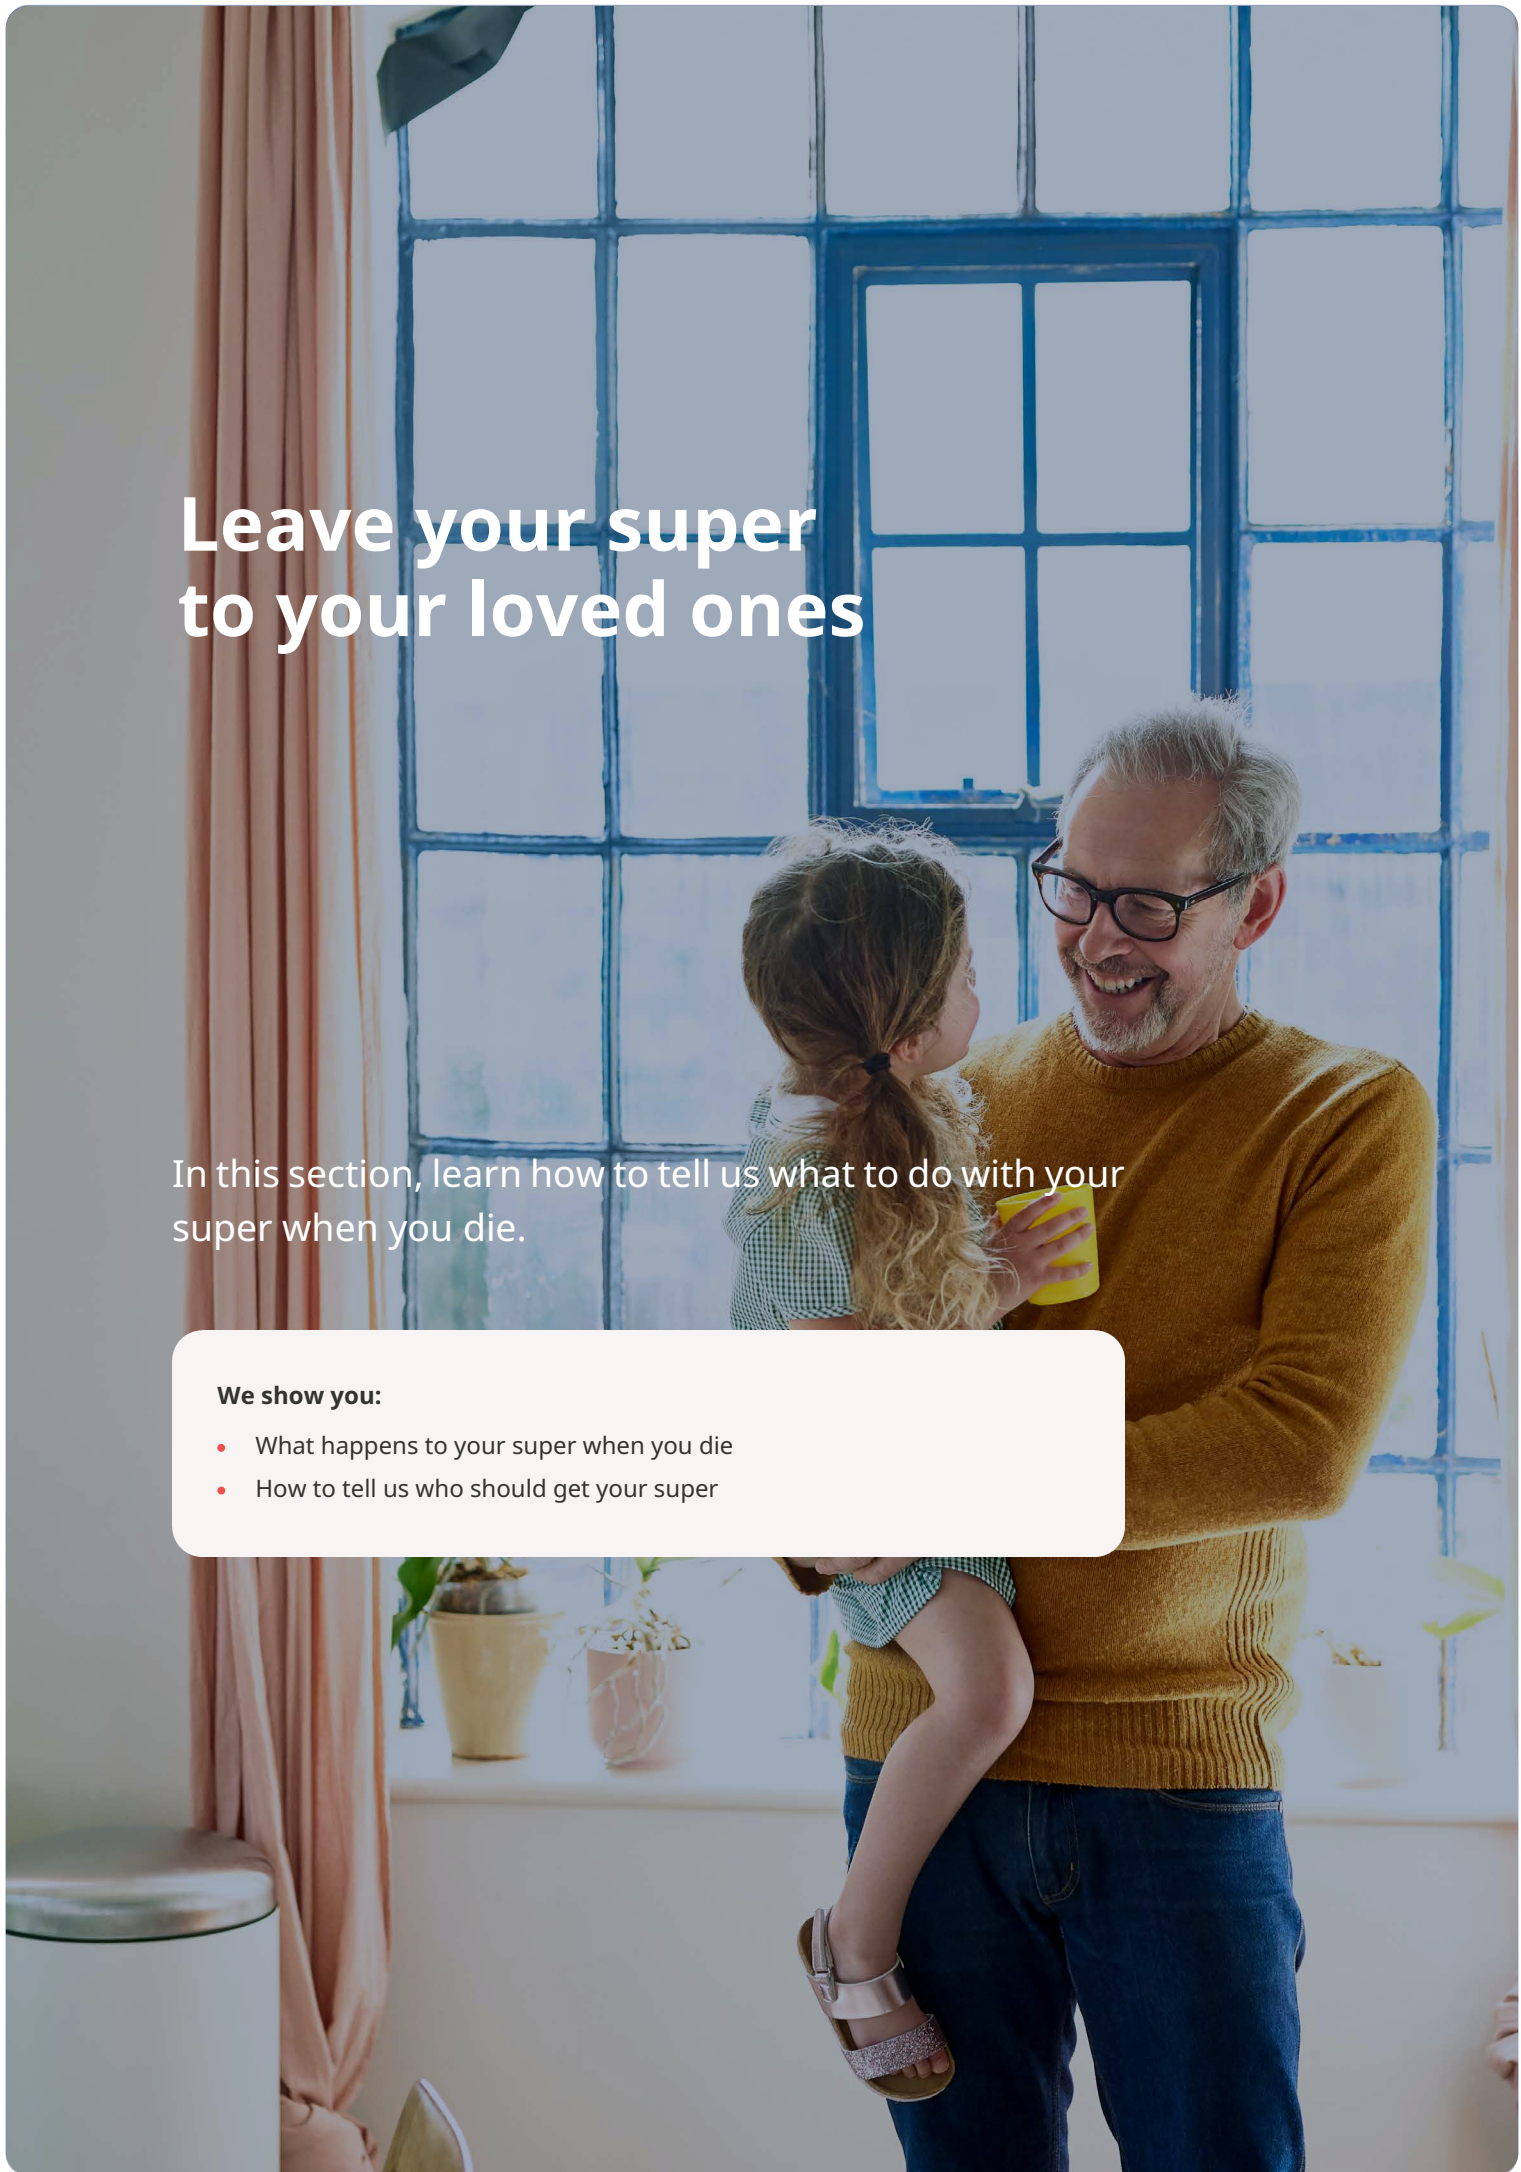 Leave your super
to your loved ones
In this section, learn how to tell us what to do with your
super when you die.
We show you:
• What happens to your super when you die
• How to tell us who should get your super